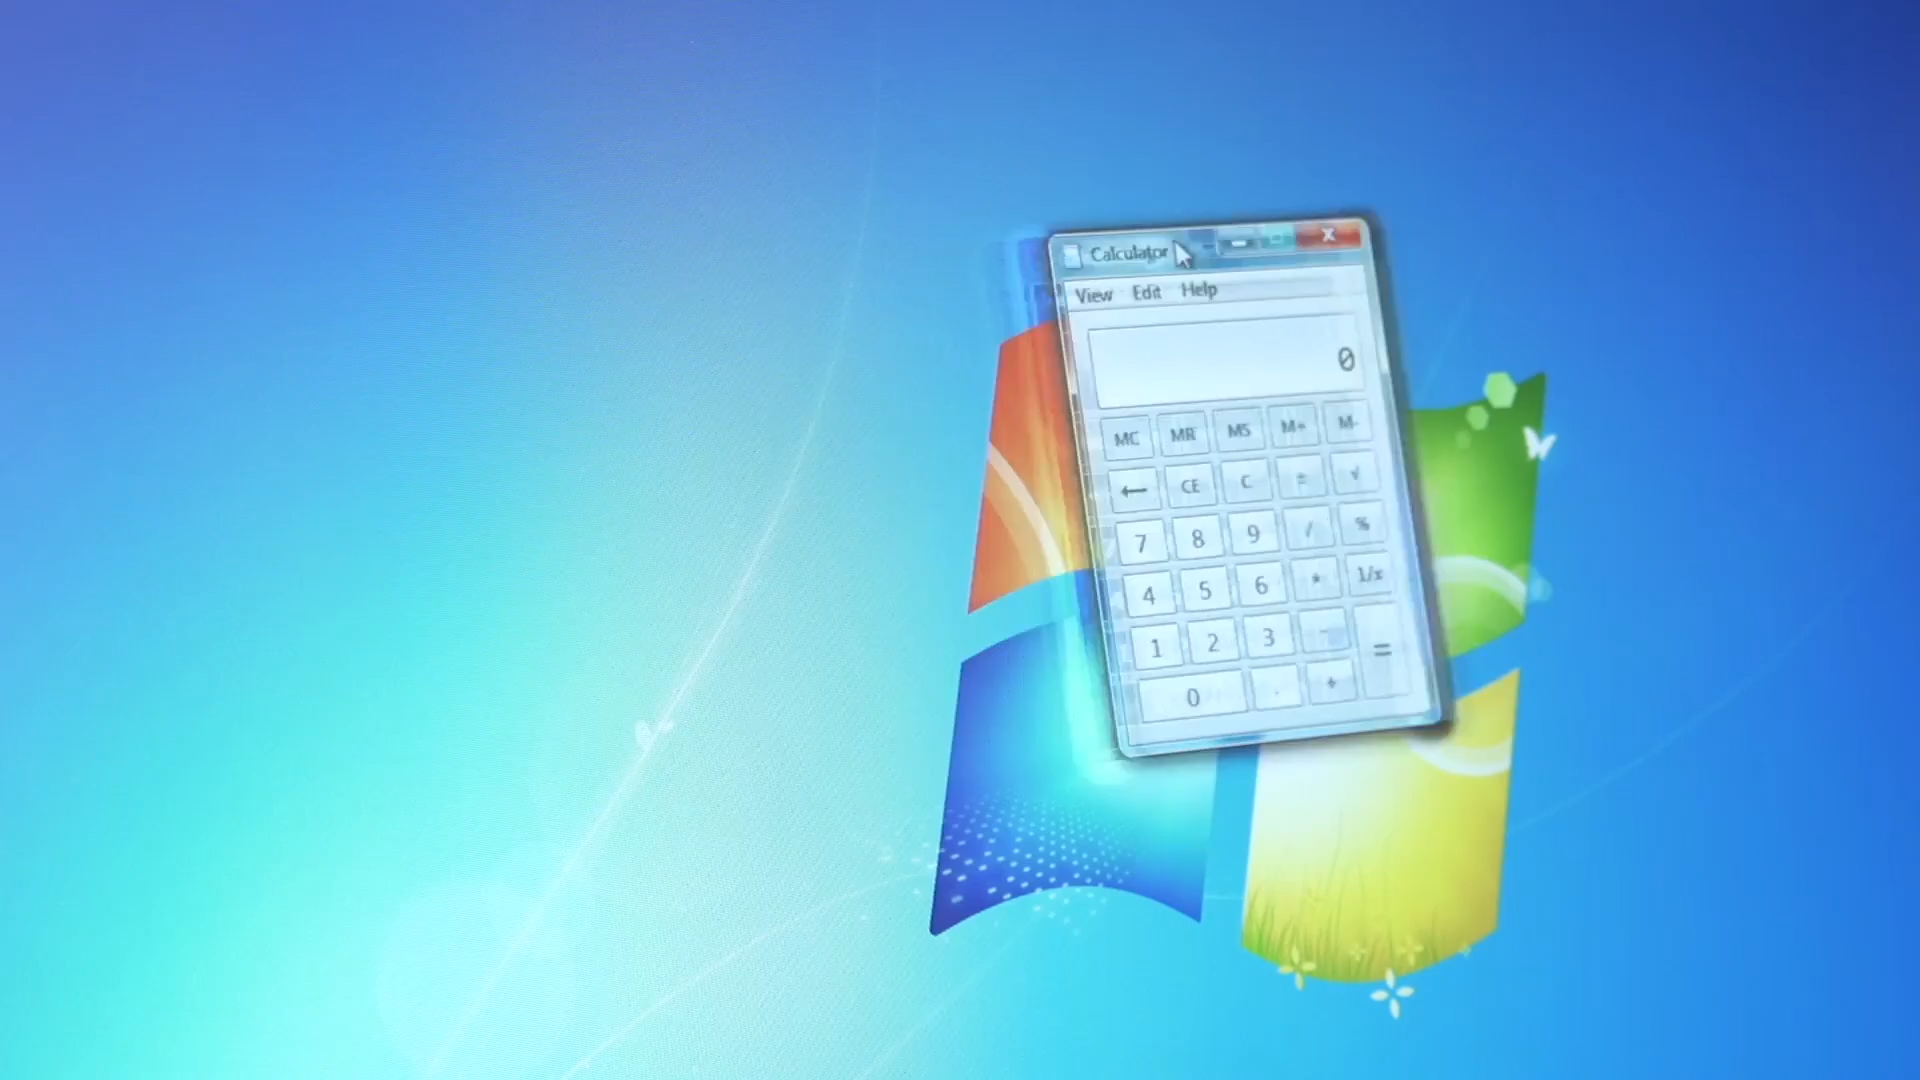 Calculator
View Edit Help
0
MC MR MS M+ M-
← CE C ± √
7 8 9 / %
4 5 6 * 1/x
1 2 3 - =
0 . +